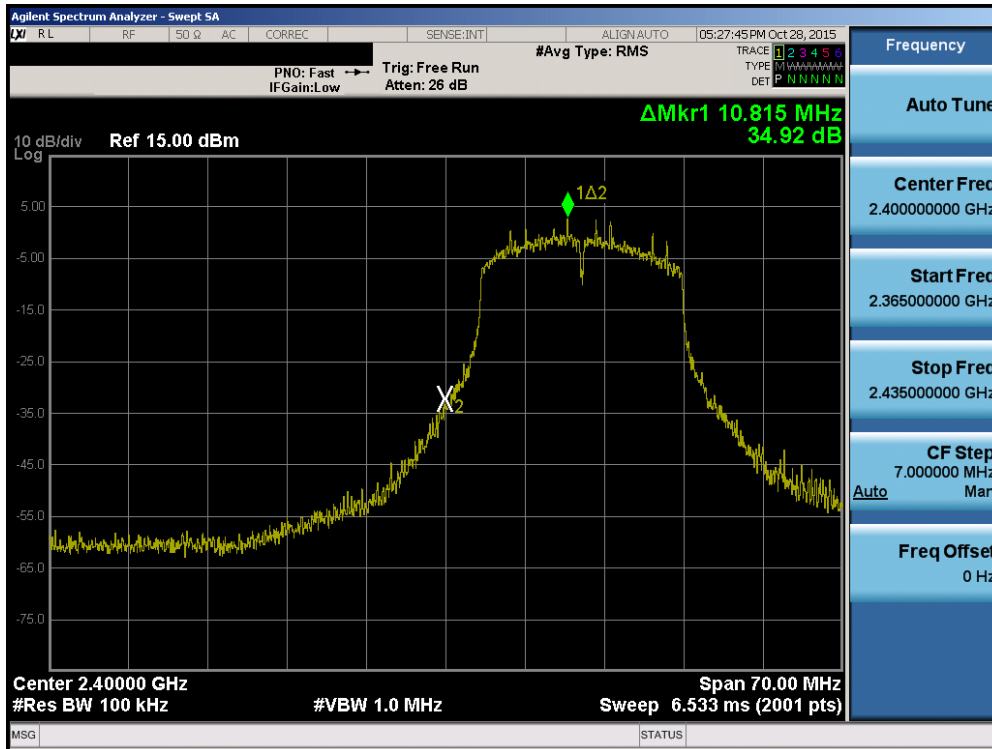 Agilent Spectrum Analyzer - Swept SA
LXI RL RF 50 Ω AC CORREC SENSE:INT ALIGN AUTO 05:27:45 PM Oct 28, 2015
#Avg Type: RMS
TRACE 1 2 3 4 5 6
TYPE M WWWWW
DET P N N N N N
PNO: Fast
IFGain:Low
Trig: Free Run
Atten: 26 dB
ΔMkr1 10.815 MHz
34.92 dB
10 dB/div Ref 15.00 dBm
Log
1Δ2
2
5.00
-5.00
-15.0
-25.0
-35.0
-45.0
-55.0
-65.0
-75.0
Center 2.40000 GHz Span 70.00 MHz
#Res BW 100 kHz #VBW 1.0 MHz Sweep 6.533 ms (2001 pts)
MSG STATUS
Frequency
Auto Tune
Center Freq
2.400000000 GHz
Start Freq
2.365000000 GHz
Stop Freq
2.435000000 GHz
CF Step
7.000000 MHz
Auto Man
Freq Offset
0 Hz